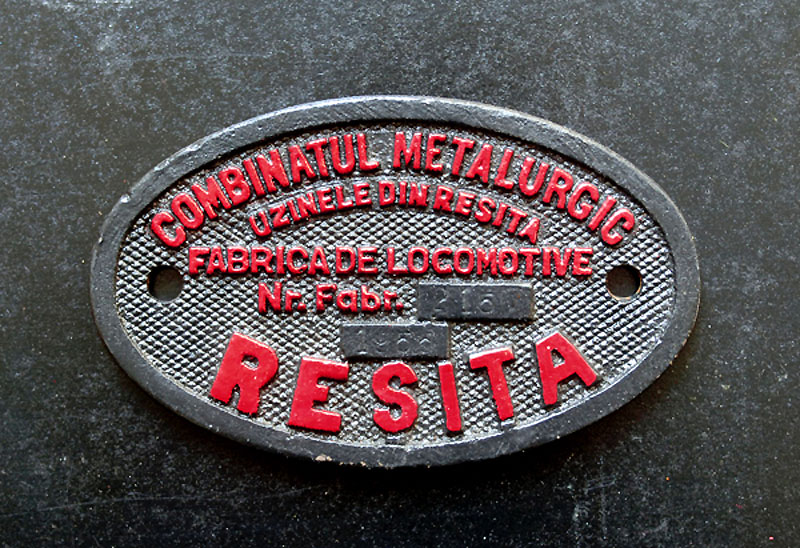 COMBINATUL METALURGIC
UZINELE DIN RESITA
FABRICA DE LOCOMOTIVE
Nr. Fabr.
RESITA